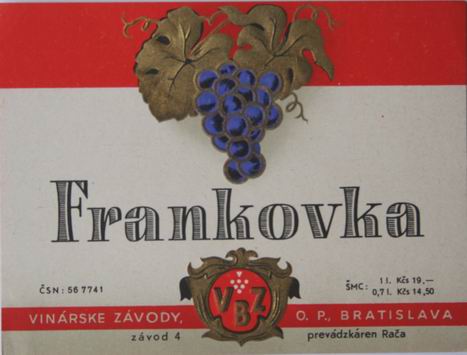 Frankovka
ČSN: 56 7741
ŠMC: 1 l. Kčs 19,—
0,7 l. Kčs 14,50
VBZ
VINÁRSKE ZÁVODY, O. P., BRATISLAVA
závod 4 prevádzkáren Rača